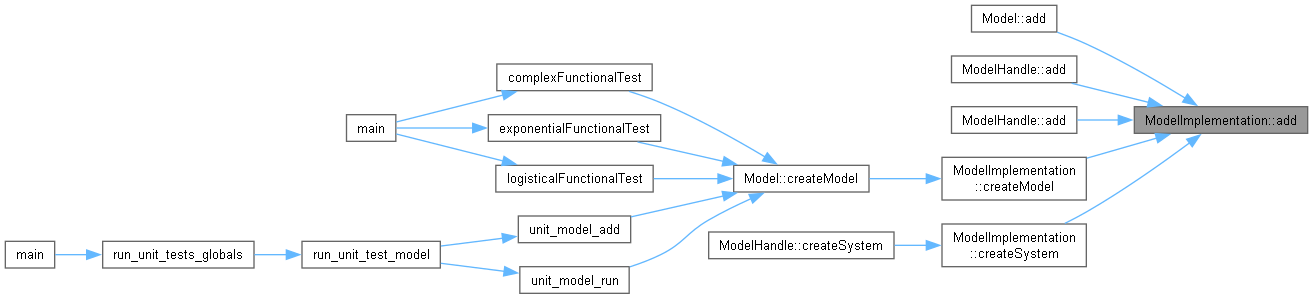 Model::add
ModelHandle::add
ModelHandle::add
ModelImplementation::add
complexFunctionalTest
main
exponentialFunctionalTest
logisticalFunctionalTest
Model::createModel
ModelImplementation
::createModel
unit_model_add
ModelHandle::createSystem
ModelImplementation
::createSystem
main
run_unit_tests_globals
run_unit_test_model
unit_model_run